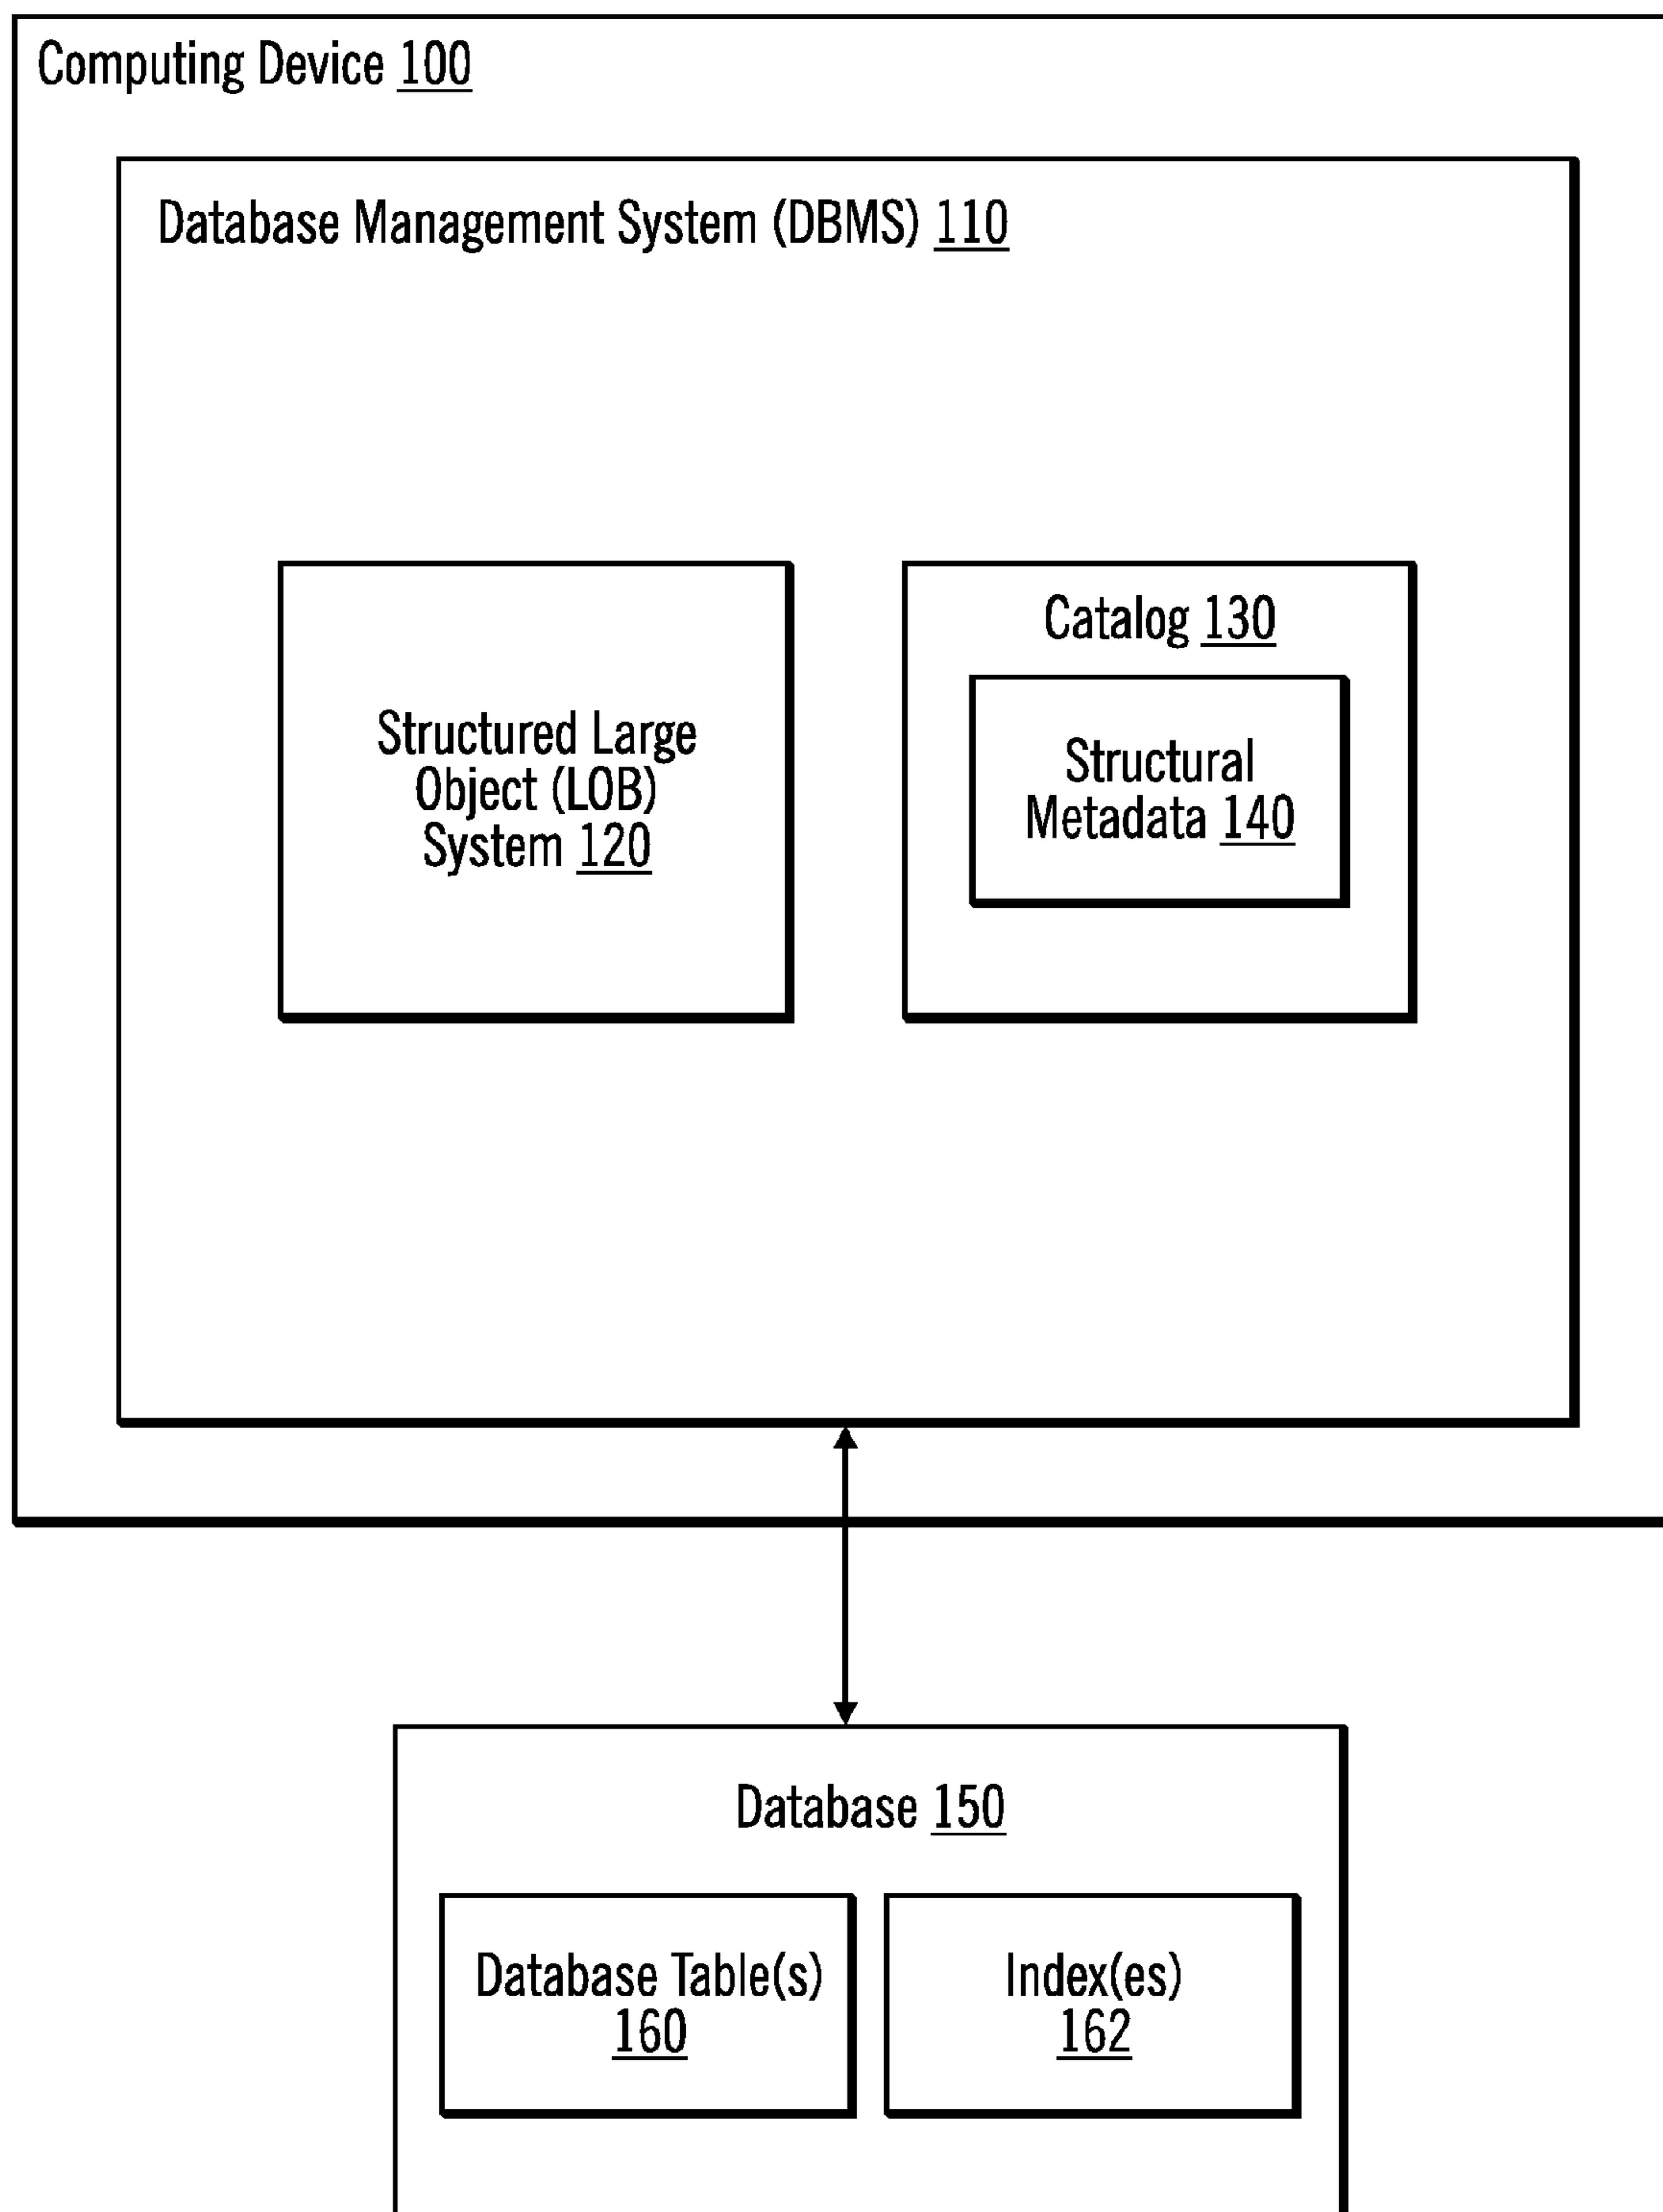 Computing Device 100
Database Management System (DBMS) 110
Structured Large
Object (LOB)
System 120
Catalog 130
Structural
Metadata 140
Database 150
Database Table(s)
160
Index(es)
162